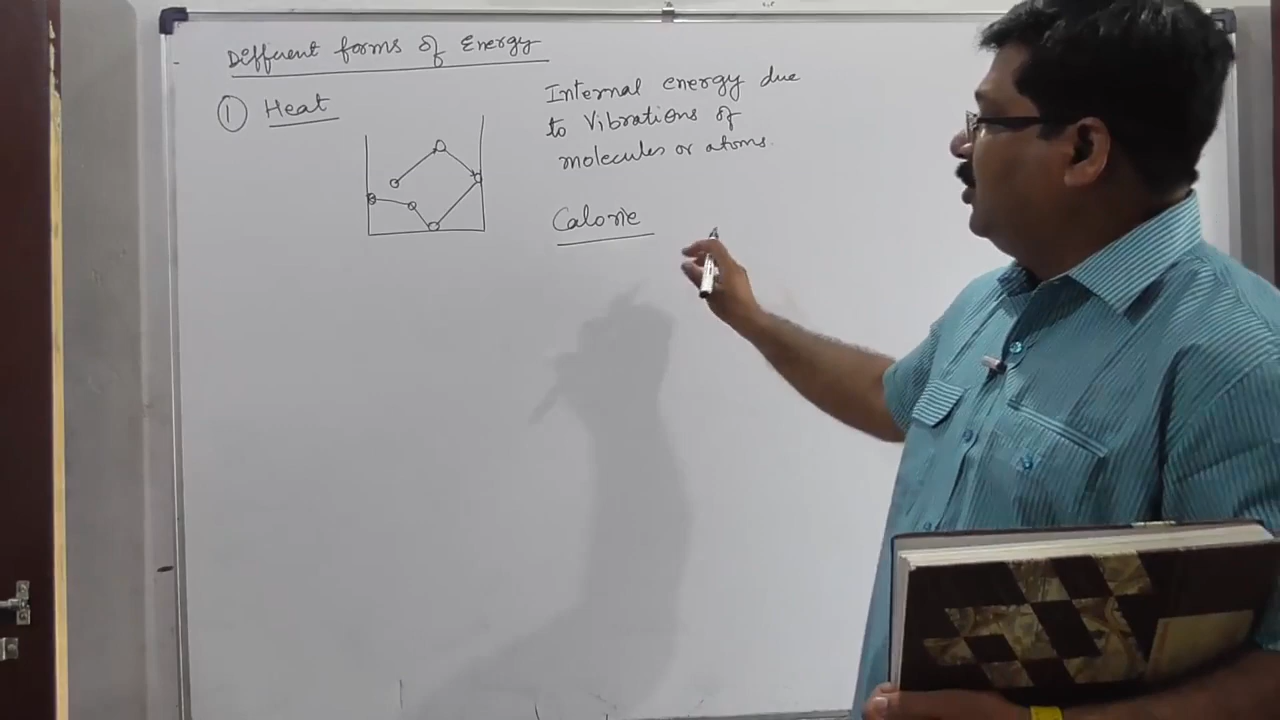 Different forms of Energy
① Heat
Internal energy due
to Vibrations of
molecules or atoms.
Calorie